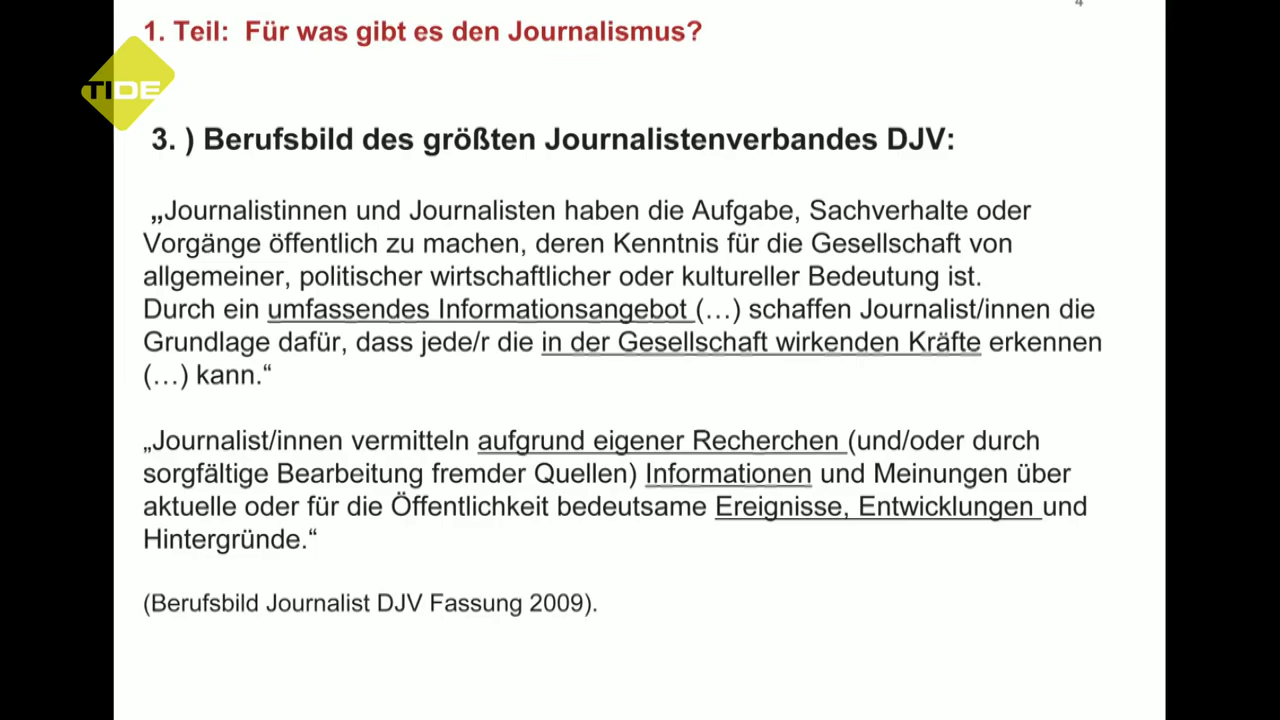 4
1. Teil: Für was gibt es den Journalismus?
TIDE
3. ) Berufsbild des größten Journalistenverbandes DJV:
„Journalistinnen und Journalisten haben die Aufgabe, Sachverhalte oder
Vorgänge öffentlich zu machen, deren Kenntnis für die Gesellschaft von
allgemeiner, politischer wirtschaftlicher oder kultureller Bedeutung ist.
Durch ein umfassendes Informationsangebot (…) schaffen Journalist/innen die
Grundlage dafür, dass jede/r die in der Gesellschaft wirkenden Kräfte erkennen
(…) kann.“
„Journalist/innen vermitteln aufgrund eigener Recherchen (und/oder durch
sorgfältige Bearbeitung fremder Quellen) Informationen und Meinungen über
aktuelle oder für die Öffentlichkeit bedeutsame Ereignisse, Entwicklungen und
Hintergründe.“
(Berufsbild Journalist DJV Fassung 2009).